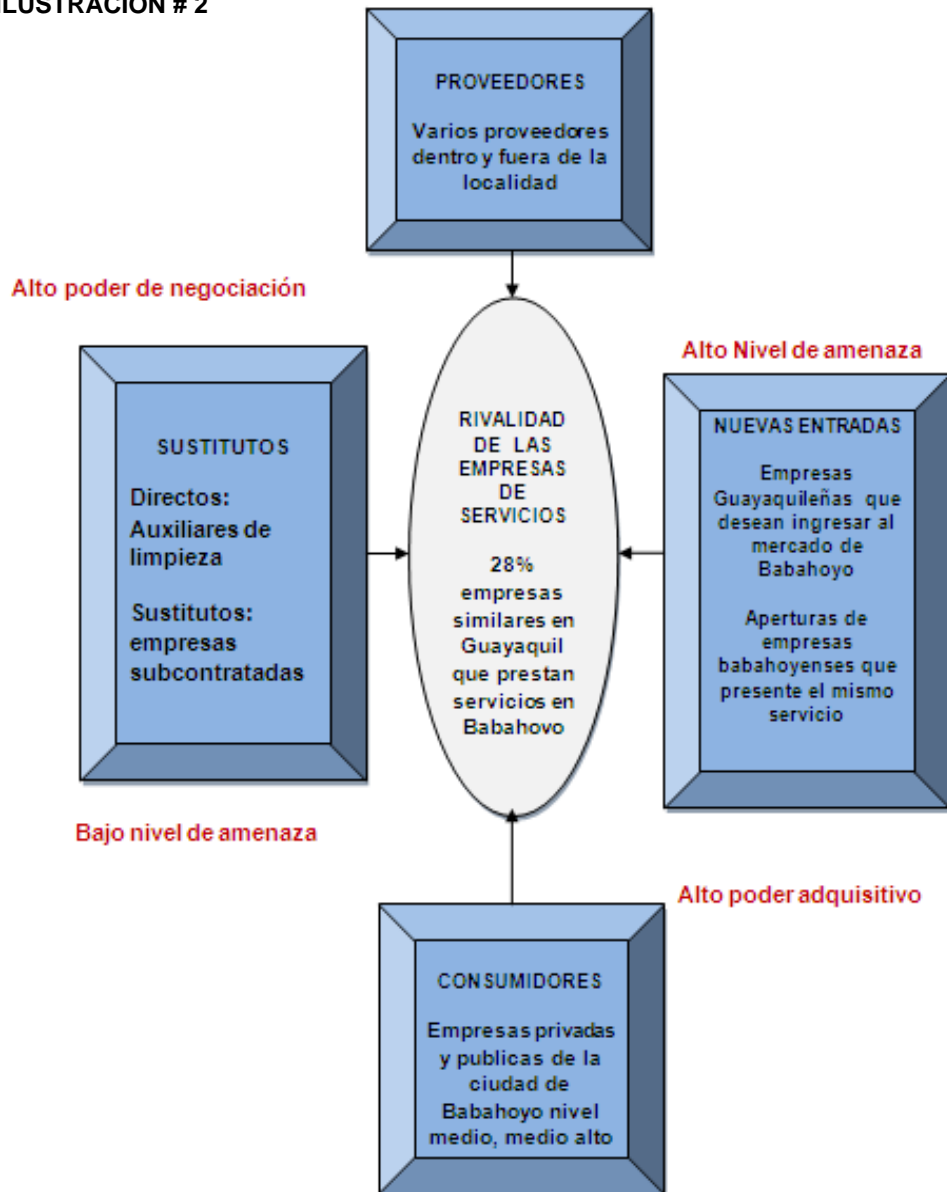 ILUSTRACIÓN # 2
PROVEEDORES
Varios proveedores
dentro y fuera de la
localidad
Alto poder de negociación
Alto Nivel de amenaza
SUSTITUTOS
Directos:
Auxiliares de
limpieza
Sustitutos:
empresas
subcontratadas
RIVALIDAD
DE LAS
EMPRESAS
DE
SERVICIOS
28%
empresas
similares en
Guayaquil
que prestan
servicios en
Babahoyo
NUEVAS ENTRADAS
Empresas
Guayaquileñas que
desean ingresar al
mercado de
Babahoyo
Aperturas de
empresas
babahoyenses que
presente el mismo
servicio
Bajo nivel de amenaza
Alto poder adquisitivo
CONSUMIDORES
Empresas privadas
y publicas de la
ciudad de
Babahoyo nivel
medio, medio alto